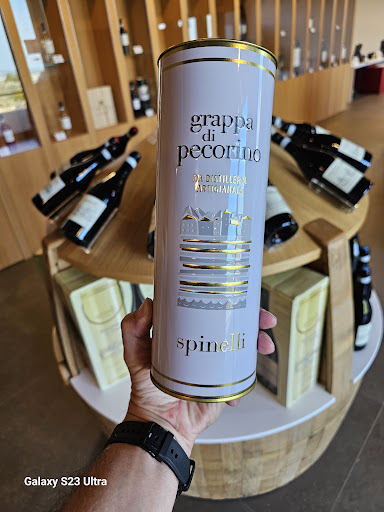 grappa
di
pecorino
DA DISTILLERIA
ARTIGIANALE
spinelli
Galaxy S23 Ultra